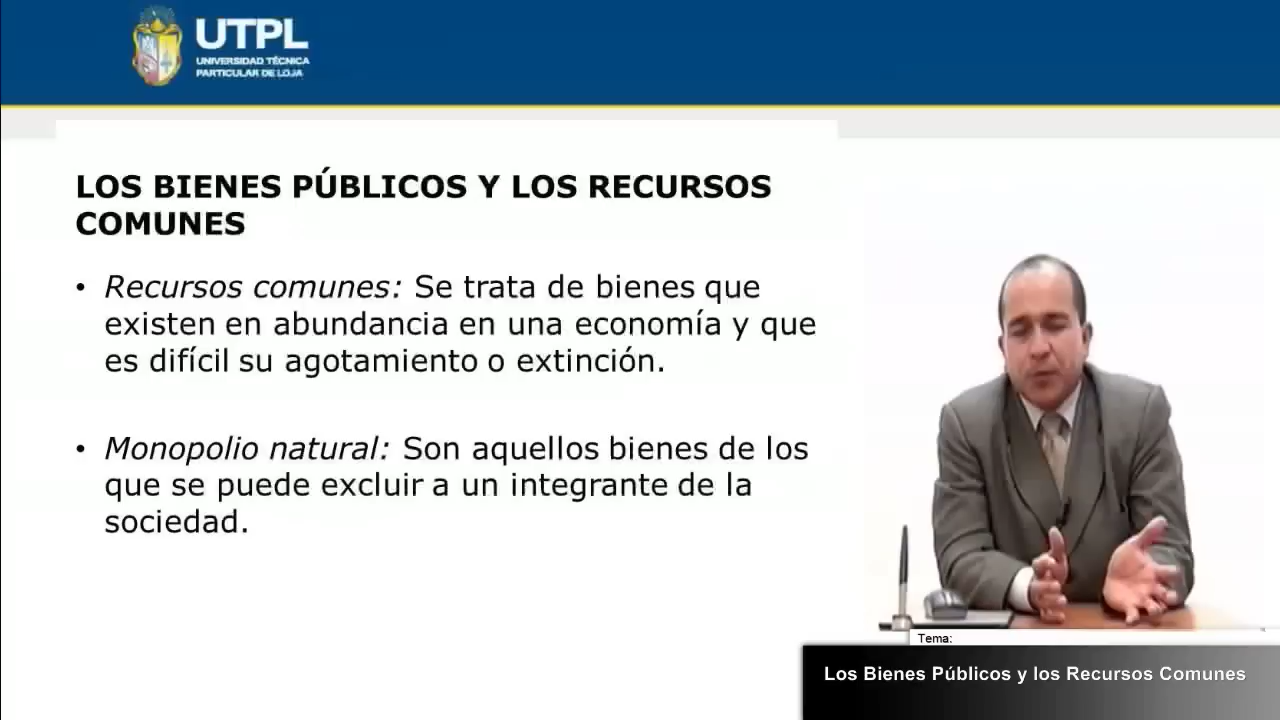 UTPL
UNIVERSIDAD TÉCNICA
PARTICULAR DE LOJA
LOS BIENES PÚBLICOS Y LOS RECURSOS
COMUNES
• Recursos comunes: Se trata de bienes que
existen en abundancia en una economía y que
es difícil su agotamiento o extinción.
• Monopolio natural: Son aquellos bienes de los
que se puede excluir a un integrante de la
sociedad.
Tema:
Los Bienes Públicos y los Recursos Comunes